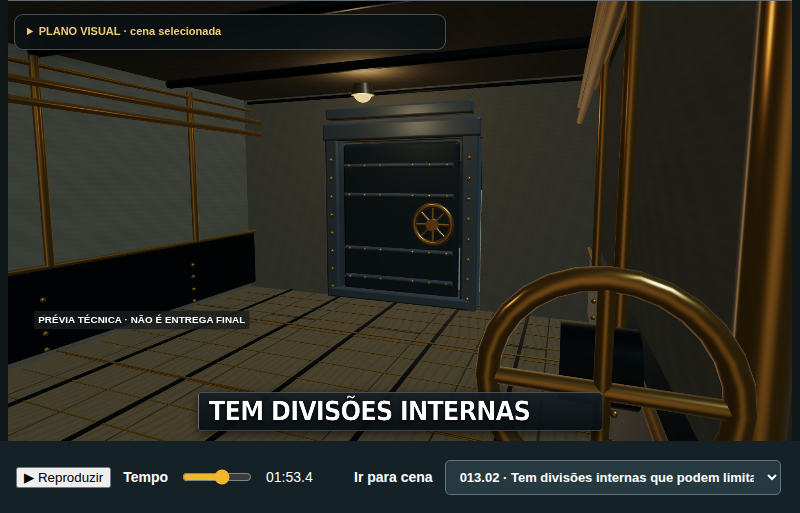 ▶ PLANO VISUAL · cena selecionada
PRÉVIA TÉCNICA · NÃO É ENTREGA FINAL
TEM DIVISÕES INTERNAS
▶ Reproduzir Tempo 01:53.4 Ir para cena 013.02 · Tem divisões internas que podem limita